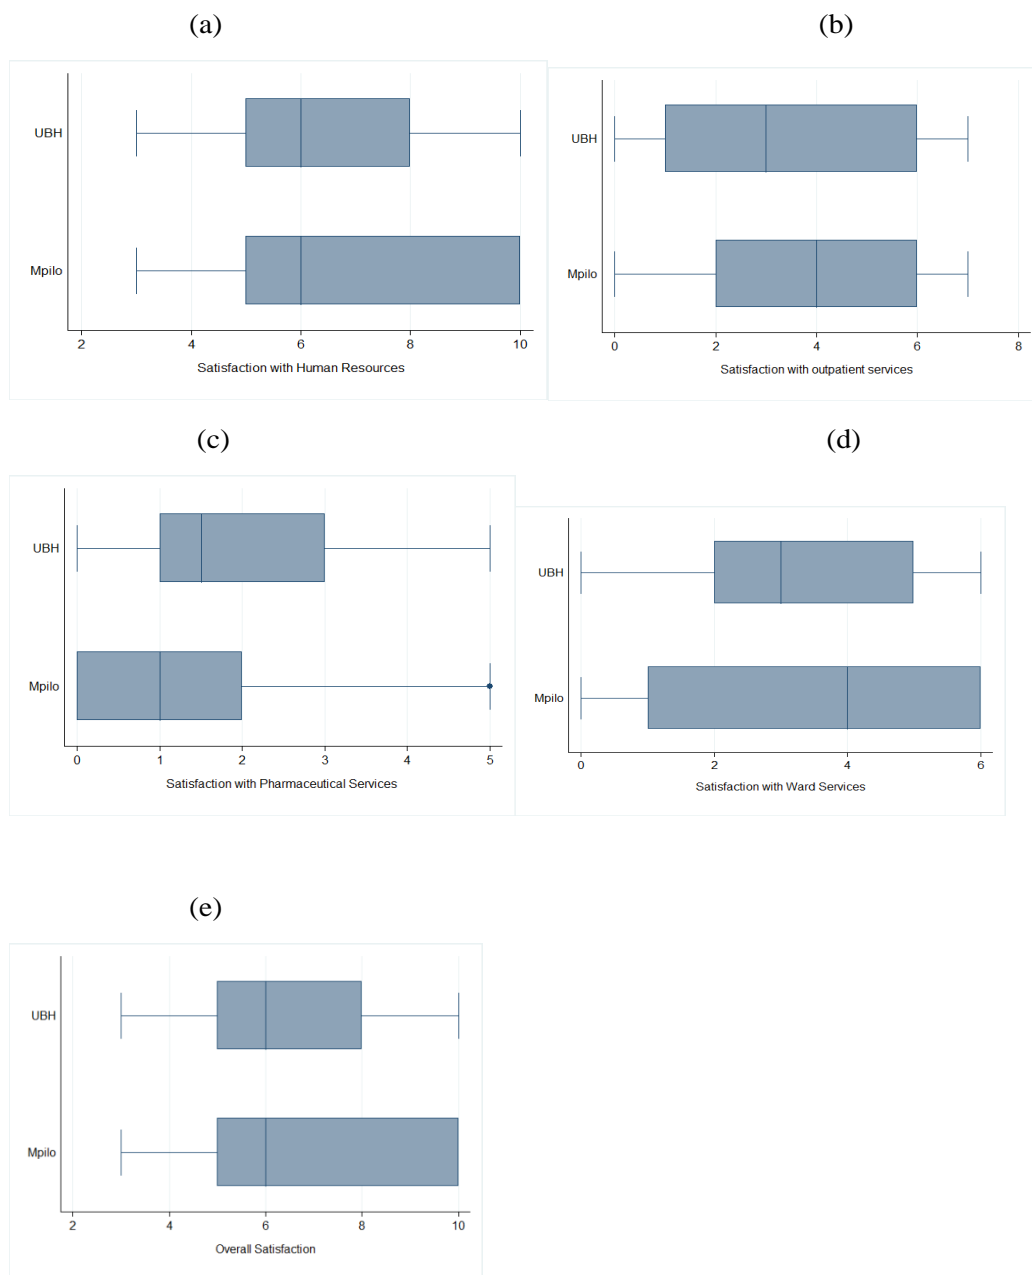 (a)
(b)
UBH
Mpilo
2 4 6 8 10
Satisfaction with Human Resources
UBH
Mpilo
0 2 4 6 8
Satisfaction with outpatient services
(c)
(d)
UBH
Mpilo
0 1 2 3 4 5
Satisfaction with Pharmaceutical Services
UBH
Mpilo
0 2 4 6
Satisfaction with Ward Services
(e)
UBH
Mpilo
2 4 6 8 10
Overall Satisfaction